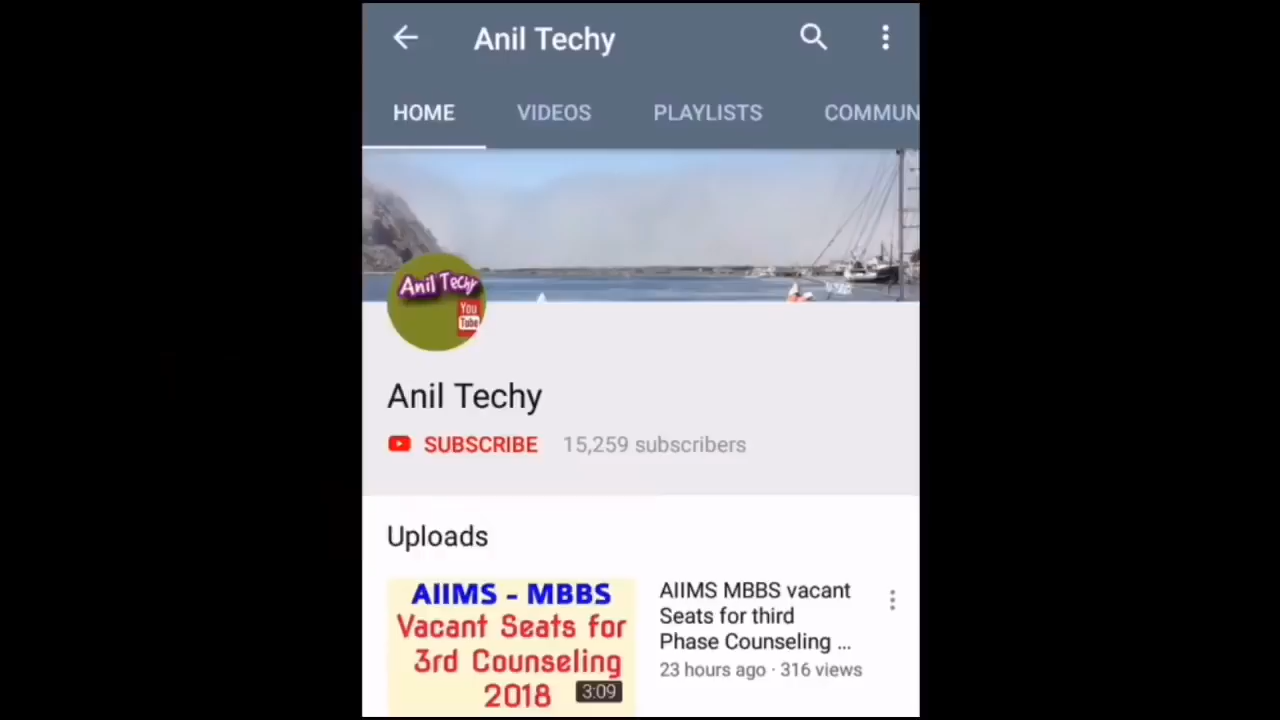 Anil Techy
HOME VIDEOS PLAYLISTS COMMUN
Anil Techy
You
Tube
Anil Techy
SUBSCRIBE 15,259 subscribers
Uploads
AIIMS - MBBS
Vacant Seats for
3rd Counseling
2018
3:09
AIIMS MBBS vacant
Seats for third
Phase Counseling ...
23 hours ago · 316 views